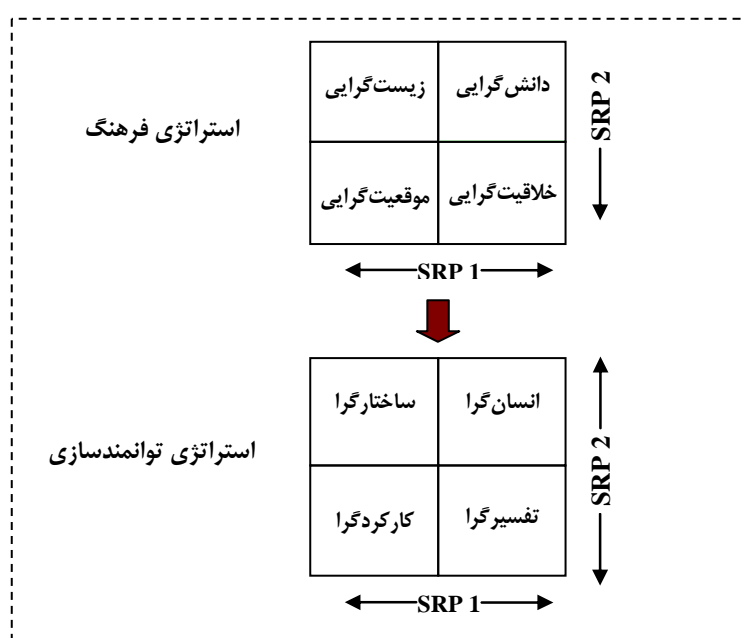 دانش‌گرایی
زیست‌گرایی
SRP 2
استراتژی فرهنگ
خلاقیت‌گرایی
موقعیت‌گرایی
SRP 1
انسان‌گرا
ساختارگرا
SRP 2
استراتژی توانمندسازی
تفسیرگرا
کارکردگرا
SRP 1